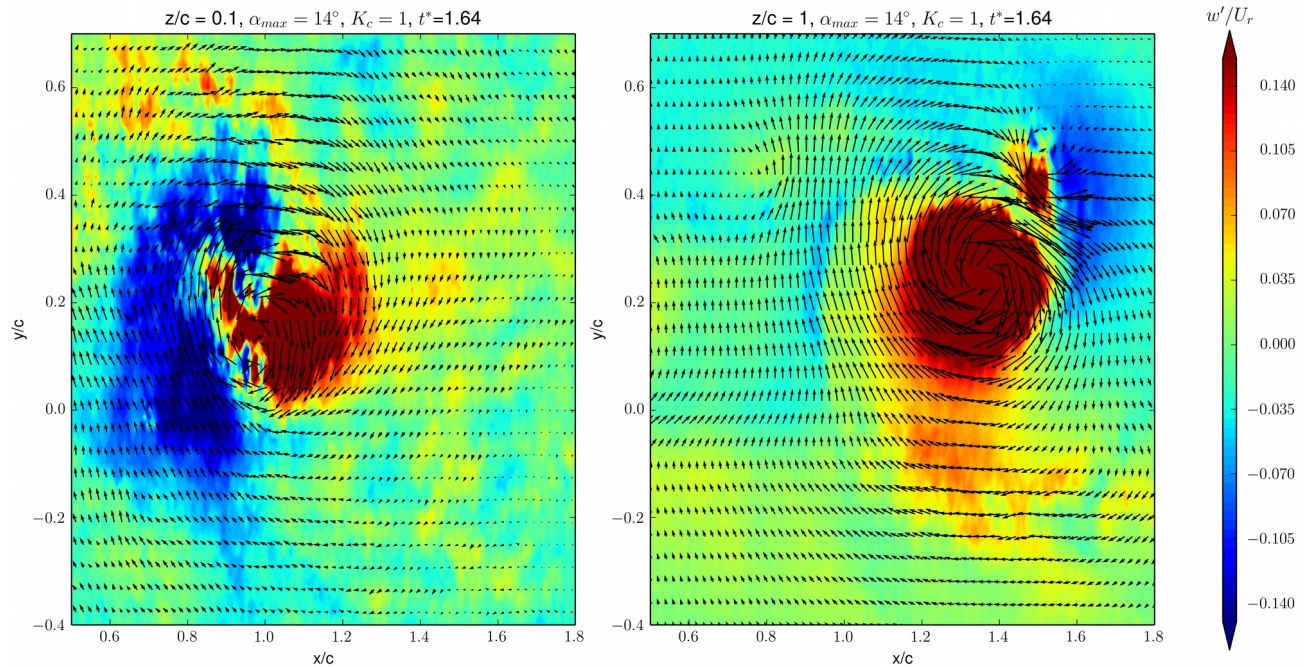 z/c = 0.1, α_max = 14°, K_c = 1, t*=1.64
z/c = 1, α_max = 14°, K_c = 1, t*=1.64
w'/U_r
0.6
0.4
0.2
0.0
−0.2
−0.4
y/c
0.6 0.8 1.0 1.2 1.4 1.6 1.8
x/c
0.6
0.4
0.2
0.0
−0.2
−0.4
y/c
0.6 0.8 1.0 1.2 1.4 1.6 1.8
x/c
0.140
0.105
0.070
0.035
0.000
−0.035
−0.070
−0.105
−0.140